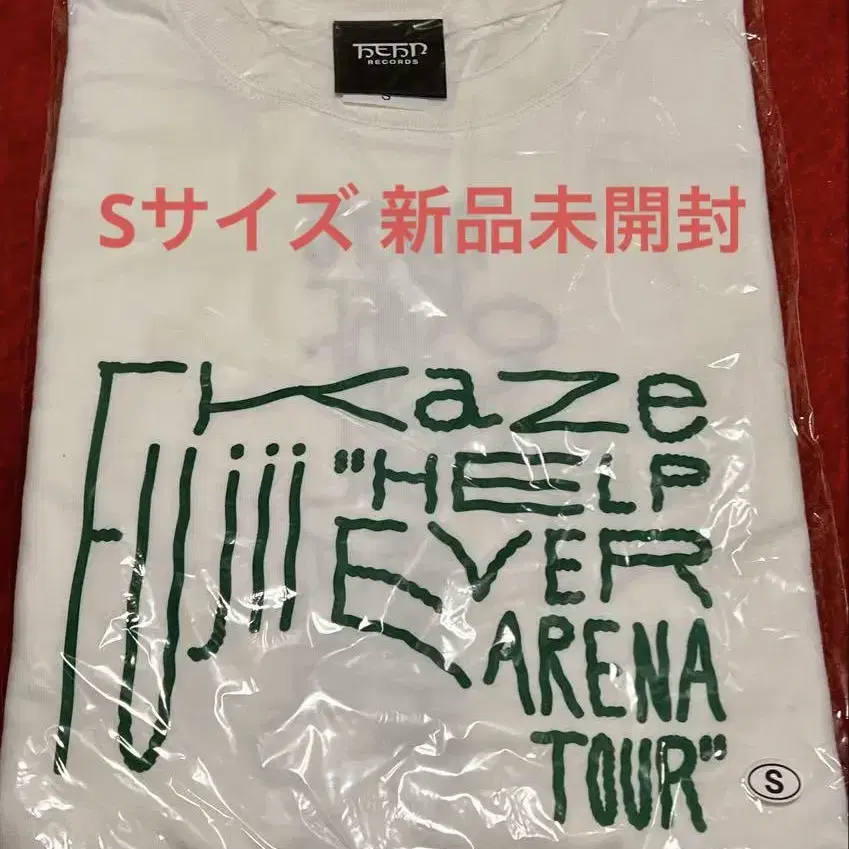 HEHN
RECORDS
S
Sサイズ 新品未開封
Fujii Kaze
"HELP
EVER
ARENA
TOUR"
S